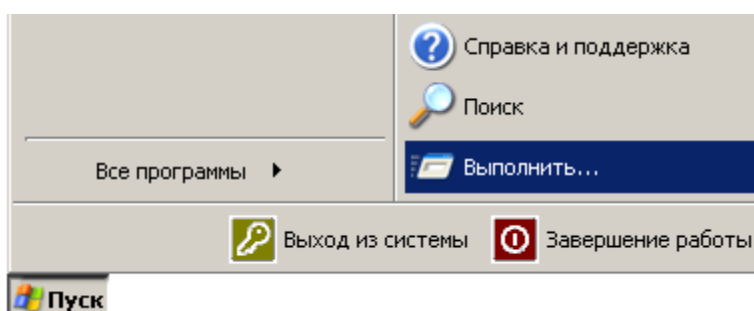 Справка и поддержка
Поиск
Все программы
Выполнить...
Выход из системы
Завершение работы
Пуск